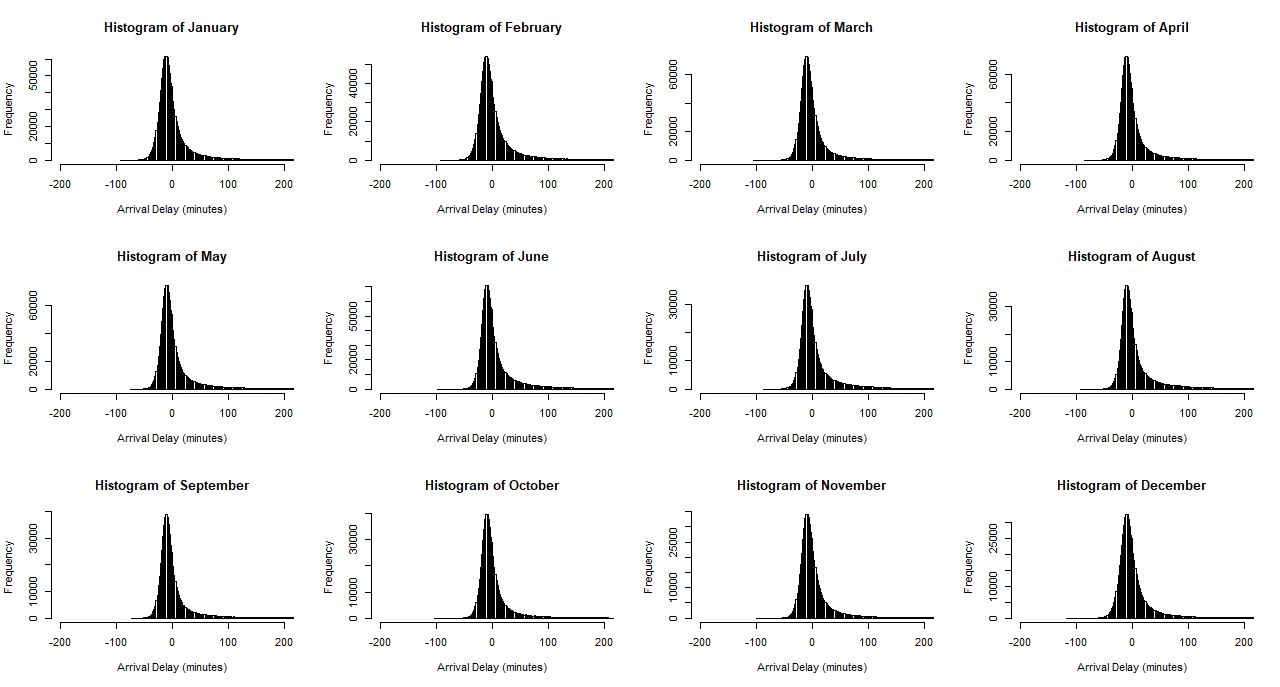 Histogram of January
Histogram of February
Histogram of March
Histogram of April
Frequency
0 20000 50000
-200 -100 0 100 200
Arrival Delay (minutes)
Frequency
0 20000 40000
-200 -100 0 100 200
Arrival Delay (minutes)
Frequency
0 20000 60000
-200 -100 0 100 200
Arrival Delay (minutes)
Frequency
0 20000 60000
-200 -100 0 100 200
Arrival Delay (minutes)
Histogram of May
Histogram of June
Histogram of July
Histogram of August
Frequency
0 20000 60000
-200 -100 0 100 200
Arrival Delay (minutes)
Frequency
0 20000 50000
-200 -100 0 100 200
Arrival Delay (minutes)
Frequency
0 10000 30000
-200 -100 0 100 200
Arrival Delay (minutes)
Frequency
0 10000 30000
-200 -100 0 100 200
Arrival Delay (minutes)
Histogram of September
Histogram of October
Histogram of November
Histogram of December
Frequency
0 10000 30000
-200 -100 0 100 200
Arrival Delay (minutes)
Frequency
0 10000 30000
-200 -100 0 100 200
Arrival Delay (minutes)
Frequency
0 10000 25000
-200 -100 0 100 200
Arrival Delay (minutes)
Frequency
0 10000 25000
-200 -100 0 100 200
Arrival Delay (minutes)